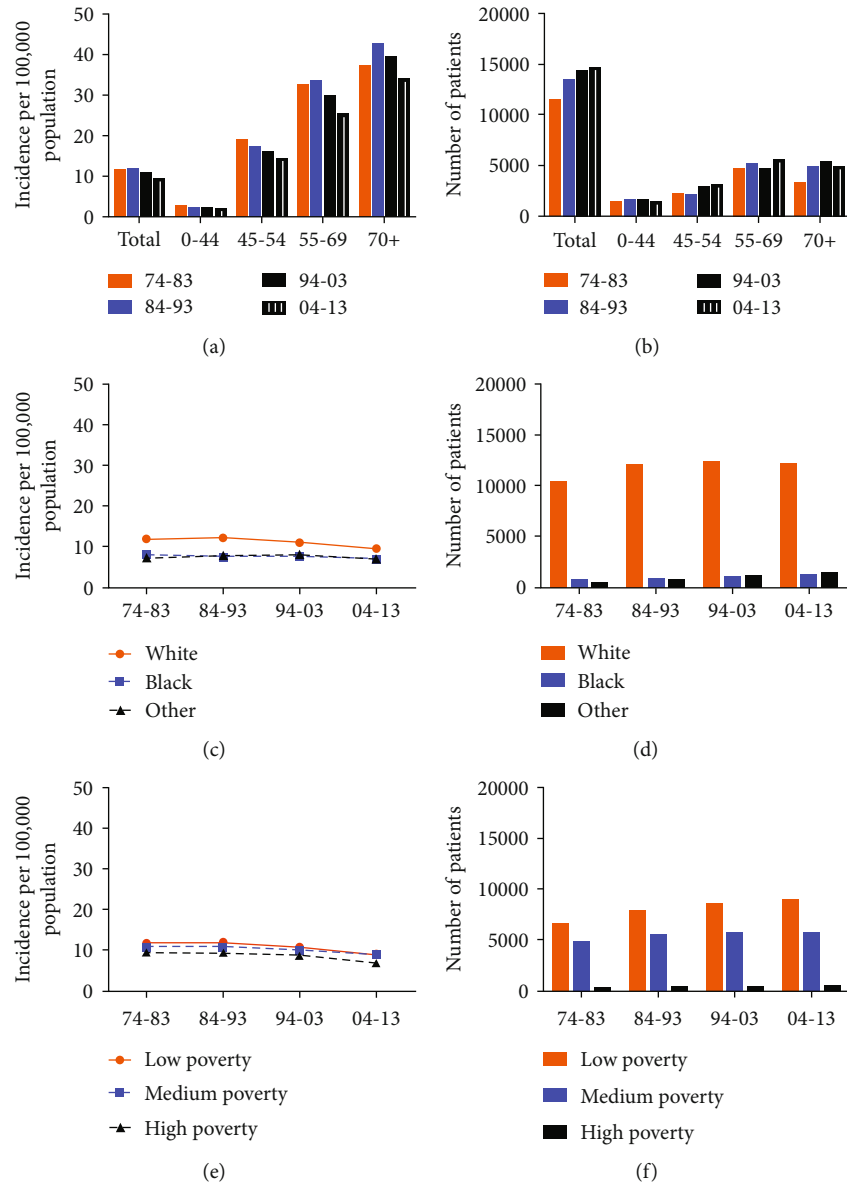 Incidence per 100,000
population
50
40
30
20
10
0
Total 0-44 45-54 55-69 70+
74-83 94-03
84-93 04-13
(a)
Number of patients
20000
15000
10000
5000
0
Total 0-44 45-54 55-69 70+
74-83 94-03
84-93 04-13
(b)
Incidence per 100,000
population
50
40
30
20
10
0
74-83 84-93 94-03 04-13
White
Black
Other
(c)
Number of patients
20000
15000
10000
5000
0
74-83 84-93 94-03 04-13
White
Black
Other
(d)
Incidence per 100,000
population
50
40
30
20
10
0
74-83 84-93 94-03 04-13
Low poverty
Medium poverty
High poverty
(e)
Number of patients
20000
15000
10000
5000
0
74-83 84-93 94-03 04-13
Low poverty
Medium poverty
High poverty
(f)